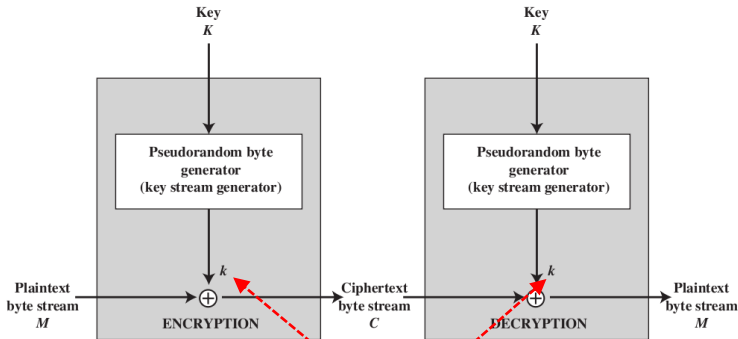 Key
K
Key
K
Pseudorandom byte
generator
(key stream generator)
Pseudorandom byte
generator
(key stream generator)
k
k
Plaintext
byte stream
M
Ciphertext
byte stream
C
Plaintext
byte stream
M
ENCRYPTION
DECRYPTION